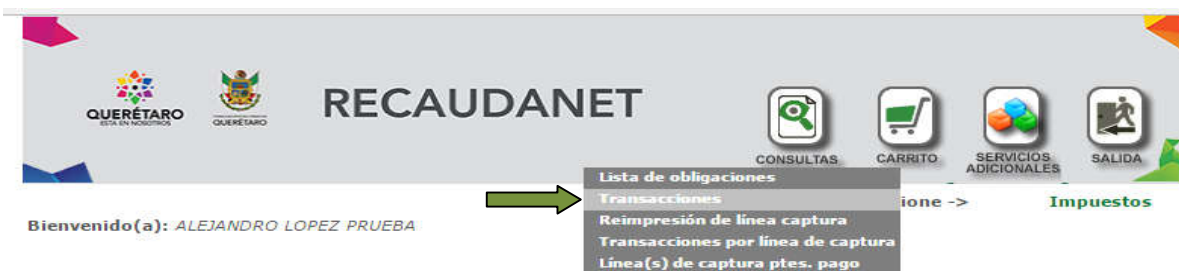 QUERÉTARO
ESTÁ EN NOSOTROS
QUERÉTARO
RECAUDANET
CONSULTAS
CARRITO
SERVICIOS
ADICIONALES
SALIDA
Lista de obligaciones
Transacciones
ione -> Impuestos
Reimpresión de línea captura
Bienvenido(a): ALEJANDRO LOPEZ PRUEBA
Transacciones por línea de captura
Línea(s) de captura ptes. pago